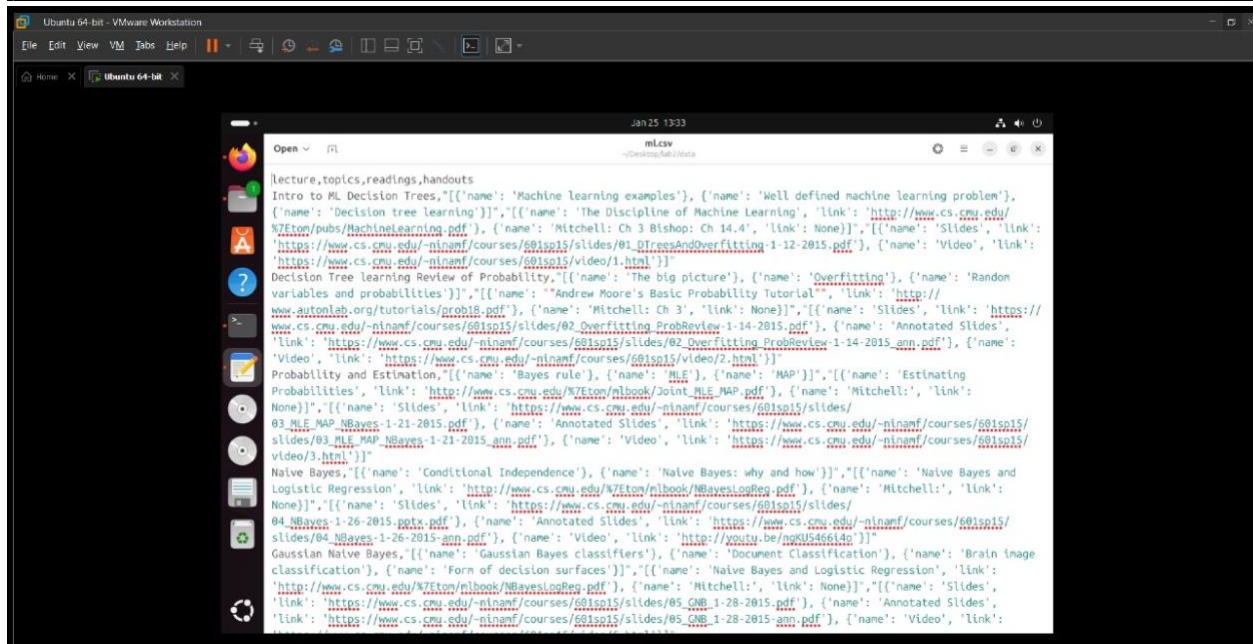 Ubuntu 64-bit - VMware Workstation
File Edit View VM Tabs Help
Home Ubuntu 64-bit
Jan 25 13:33
Open
ml.csv
~/Desktop/lab2/data
lecture,topics,readings,handouts
Intro to ML Decision Trees,"[{'name': 'Machine learning examples'}, {'name': 'Well defined machine learning problem'},
{'name': 'Decision tree learning'}]","[{'name': 'The Discipline of Machine Learning', 'link': 'http://www.cs.cmu.edu/
%7Etom/pubs/MachineLearning.pdf'}, {'name': 'Mitchell: Ch 3 Bishop: Ch 14.4', 'link': None}]","[{'name': 'Slides', 'link':
'https://www.cs.cmu.edu/~ninamf/courses/601sp15/slides/01_DTreesAndOverfitting-1-12-2015.pdf'}, {'name': 'Video', 'link':
'https://www.cs.cmu.edu/~ninamf/courses/601sp15/video/1.html'}]"
Decision Tree learning Review of Probability,"[{'name': 'The big picture'}, {'name': 'Overfitting'}, {'name': 'Random
variables and probabilities'}]","[{'name': ""Andrew Moore's Basic Probability Tutorial"", 'link': 'http://
www.autonlab.org/tutorials/prob18.pdf'}, {'name': 'Mitchell: Ch 3', 'link': None}]","[{'name': 'Slides', 'link': 'https://
www.cs.cmu.edu/~ninamf/courses/601sp15/slides/02_Overfitting_ProbReview-1-14-2015.pdf'}, {'name': 'Annotated Slides',
'link': 'https://www.cs.cmu.edu/~ninamf/courses/601sp15/slides/02_Overfitting_ProbReview-1-14-2015_ann.pdf'}, {'name':
'Video', 'link': 'https://www.cs.cmu.edu/~ninamf/courses/601sp15/video/2.html'}]"
Probability and Estimation,"[{'name': 'Bayes rule'}, {'name': 'MLE'}, {'name': 'MAP'}]","[{'name': 'Estimating
Probabilities', 'link': 'http://www.cs.cmu.edu/%7Etom/mlbook/Joint_MLE_MAP.pdf'}, {'name': 'Mitchell:', 'link':
None}]","[{'name': 'Slides', 'link': 'https://www.cs.cmu.edu/~ninamf/courses/601sp15/slides/
03_MLE_MAP_NBayes-1-21-2015.pdf'}, {'name': 'Annotated Slides', 'link': 'https://www.cs.cmu.edu/~ninamf/courses/601sp15/
slides/03_MLE_MAP_NBayes-1-21-2015_ann.pdf'}, {'name': 'Video', 'link': 'https://www.cs.cmu.edu/~ninamf/courses/601sp15/
video/3.html'}]"
Naive Bayes,"[{'name': 'Conditional Independence'}, {'name': 'Naive Bayes: why and how'}]","[{'name': 'Naive Bayes and
Logistic Regression', 'link': 'http://www.cs.cmu.edu/%7Etom/mlbook/NBayesLogReg.pdf'}, {'name': 'Mitchell:', 'link':
None}]","[{'name': 'Slides', 'link': 'https://www.cs.cmu.edu/~ninamf/courses/601sp15/slides/
04_NBayes-1-26-2015.pptx.pdf'}, {'name': 'Annotated Slides', 'link': 'https://www.cs.cmu.edu/~ninamf/courses/601sp15/
slides/04_NBayes-1-26-2015-ann.pdf'}, {'name': 'Video', 'link': 'http://youtu.be/ngKUS466i4o'}]"
Gaussian Naive Bayes,"[{'name': 'Gaussian Bayes classifiers'}, {'name': 'Document Classification'}, {'name': 'Brain image
classification'}, {'name': 'Form of decision surfaces'}]","[{'name': 'Naive Bayes and Logistic Regression', 'link':
'http://www.cs.cmu.edu/%7Etom/mlbook/NBayesLogReg.pdf'}, {'name': 'Mitchell:', 'link': None}]","[{'name': 'Slides',
'link': 'https://www.cs.cmu.edu/~ninamf/courses/601sp15/slides/05_GNB_1-28-2015.pdf'}, {'name': 'Annotated Slides',
'link': 'https://www.cs.cmu.edu/~ninamf/courses/601sp15/slides/05_GNB_1-28-2015-ann.pdf'}, {'name': 'Video', 'link':